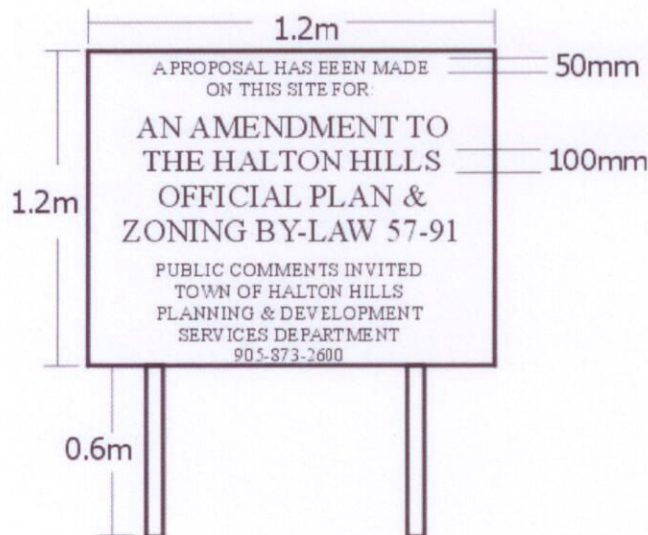 1.2m
A PROPOSAL HAS BEEN MADE
50mm
ON THIS SITE FOR:
AN AMENDMENT TO
THE HALTON HILLS
100mm
OFFICIAL PLAN &
1.2m
ZONING BY-LAW 57-91
PUBLIC COMMENTS INVITED
TOWN OF HALTON HILLS
PLANNING & DEVELOPMENT
SERVICES DEPARTMENT
905-873-2600
0.6m